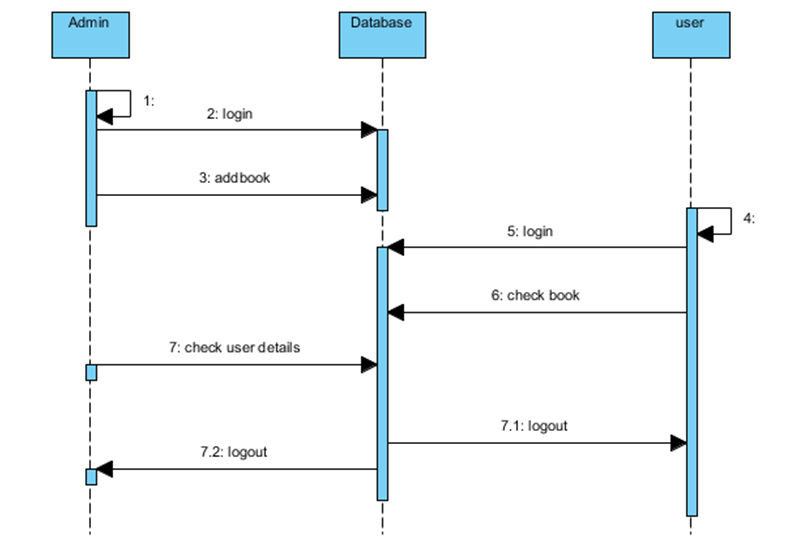 Admin
Database
user
1:
2: login
3: addbook
4:
5: login
6: check book
7: check user details
7.1: logout
7.2: logout